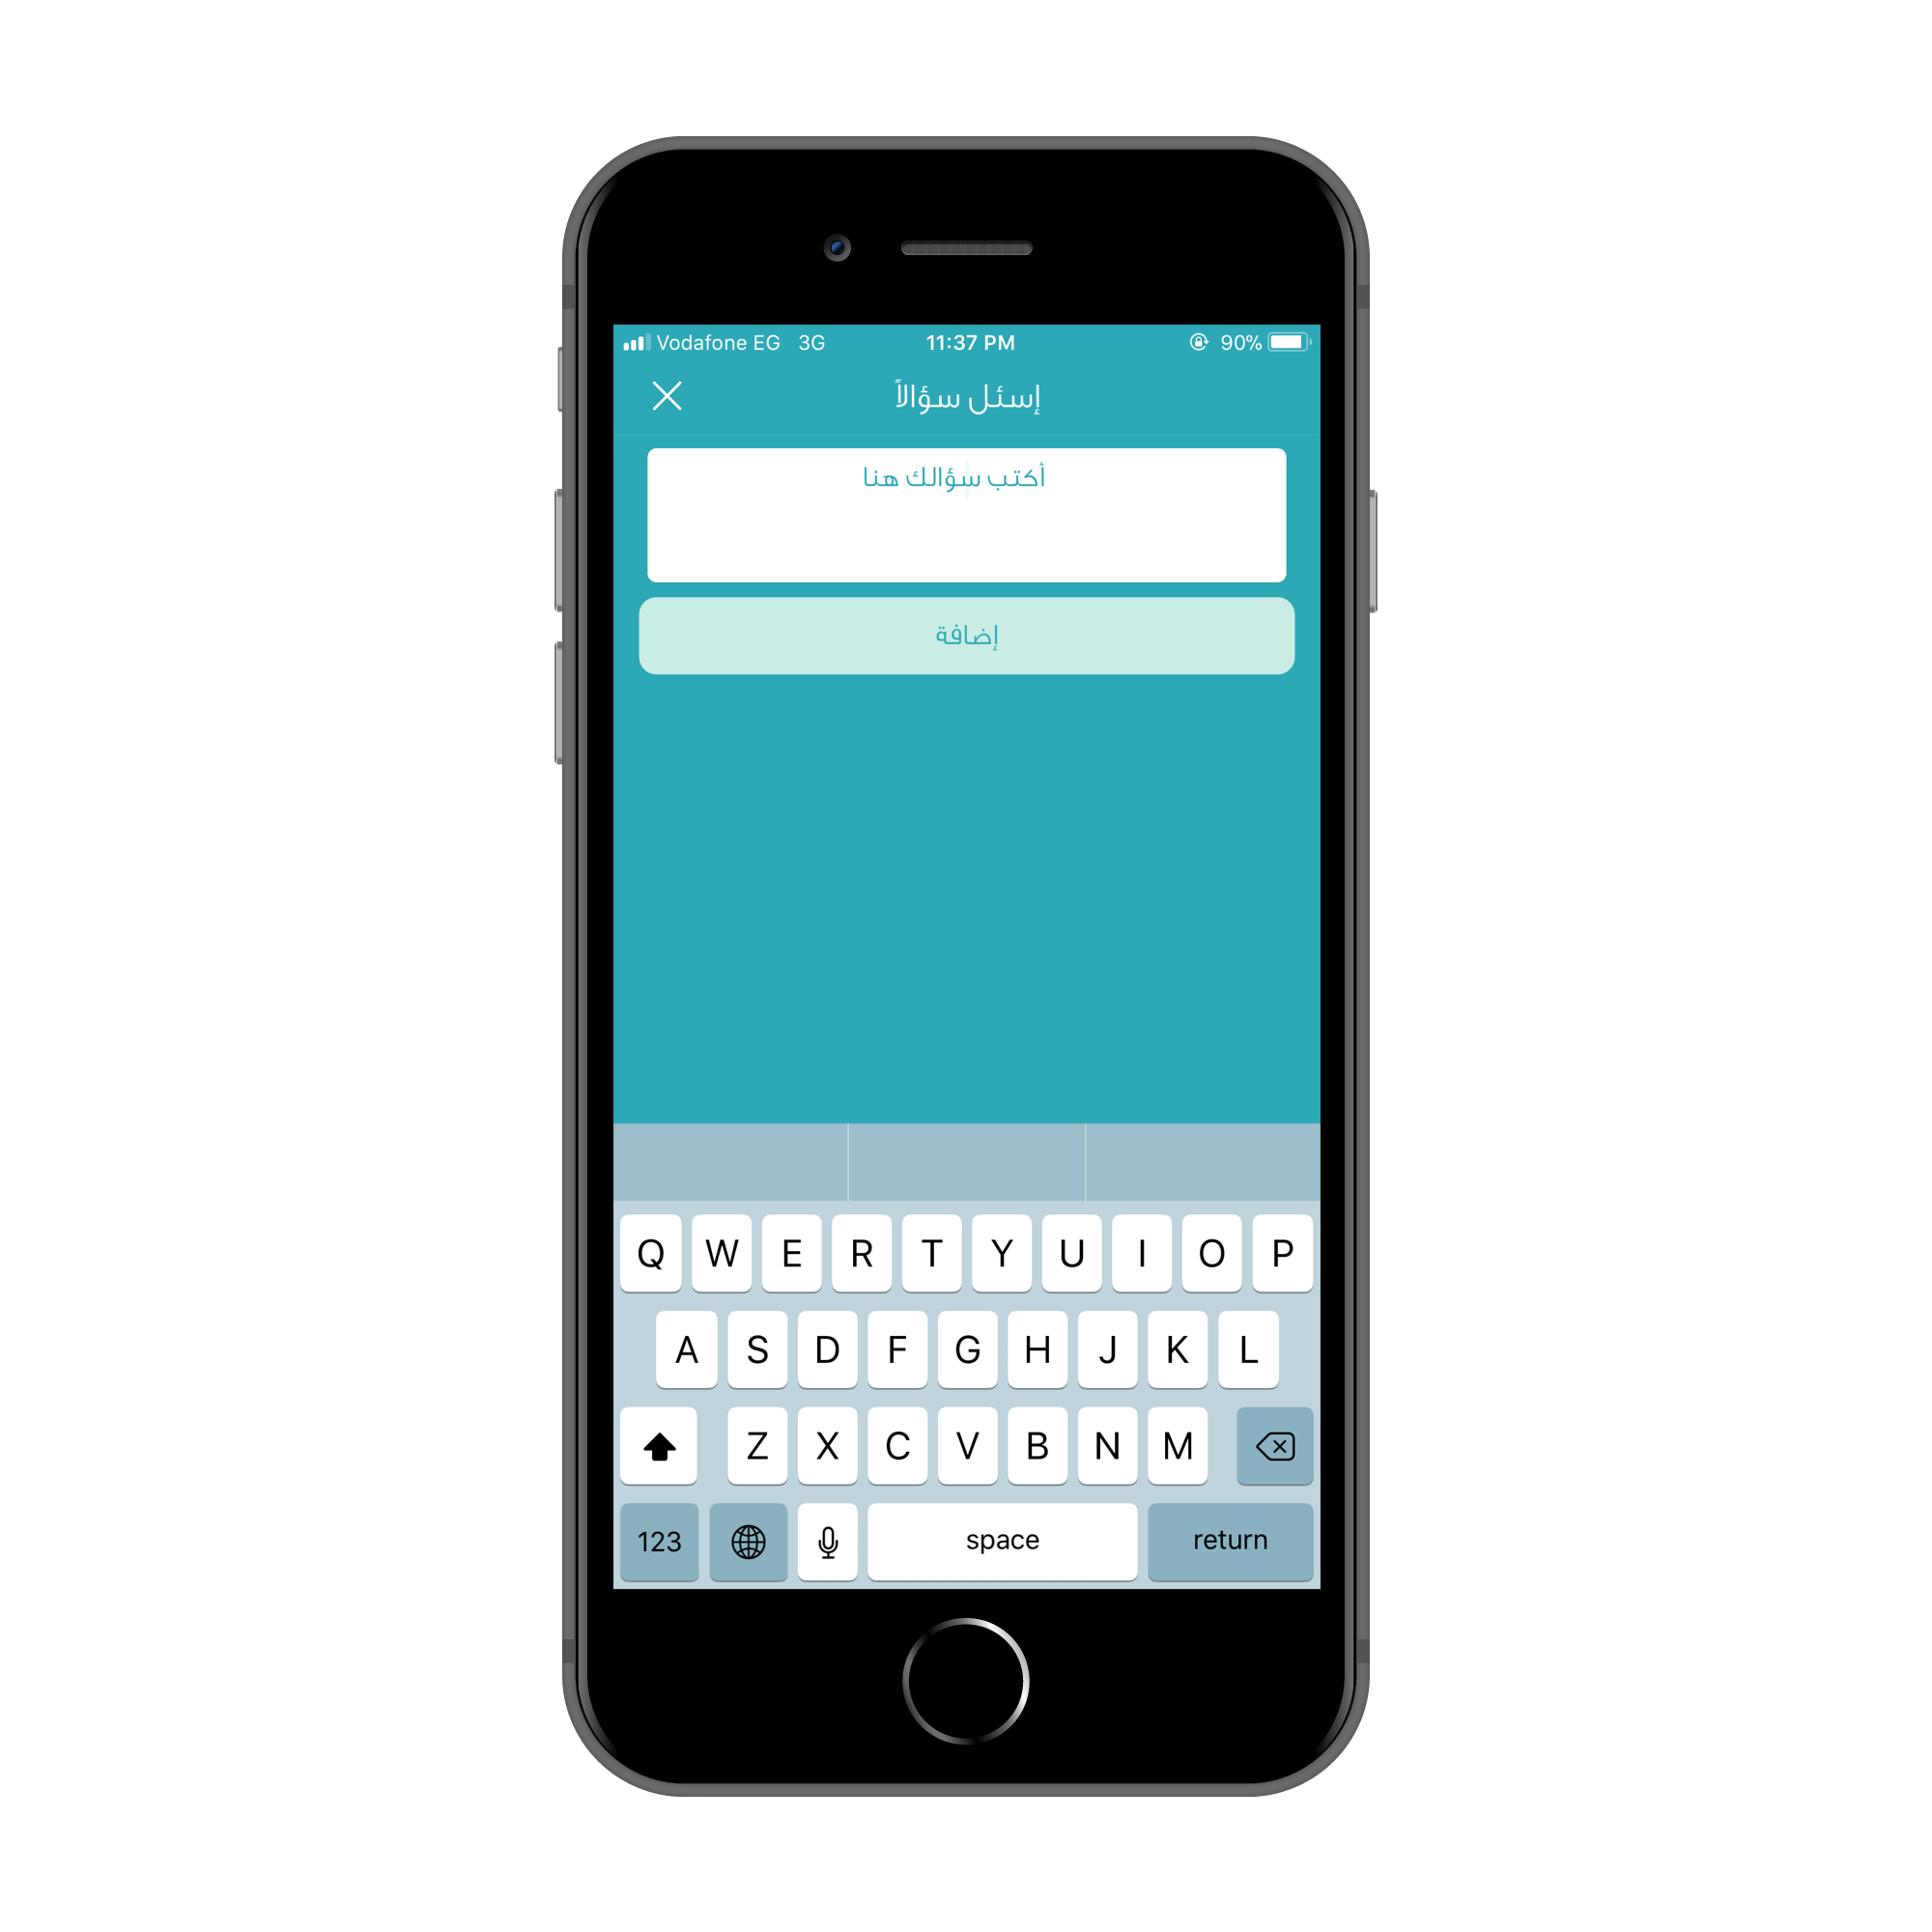 Vodafone EG 3G 11:37 PM 90%
إسئل سؤالاً
أكتب سؤالك هنا
إضافة
Q W E R T Y U I O P
A S D F G H J K L
Z X C V B N M
123 space return